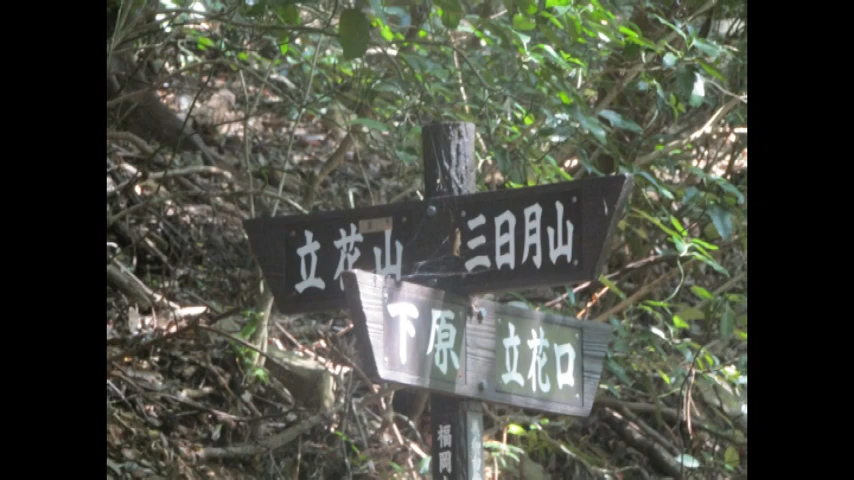 立花山 三日月山
下原 立花口
福岡